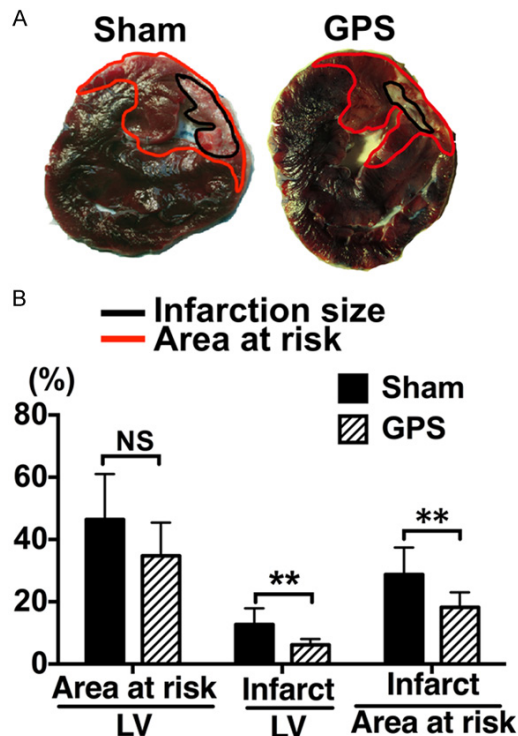 A
Sham
GPS
B
Infarction size
Area at risk
(%)
Sham
GPS
80
60
40
20
0
NS
**
**
Area at risk
LV
Infarct
LV
Infarct
Area at risk